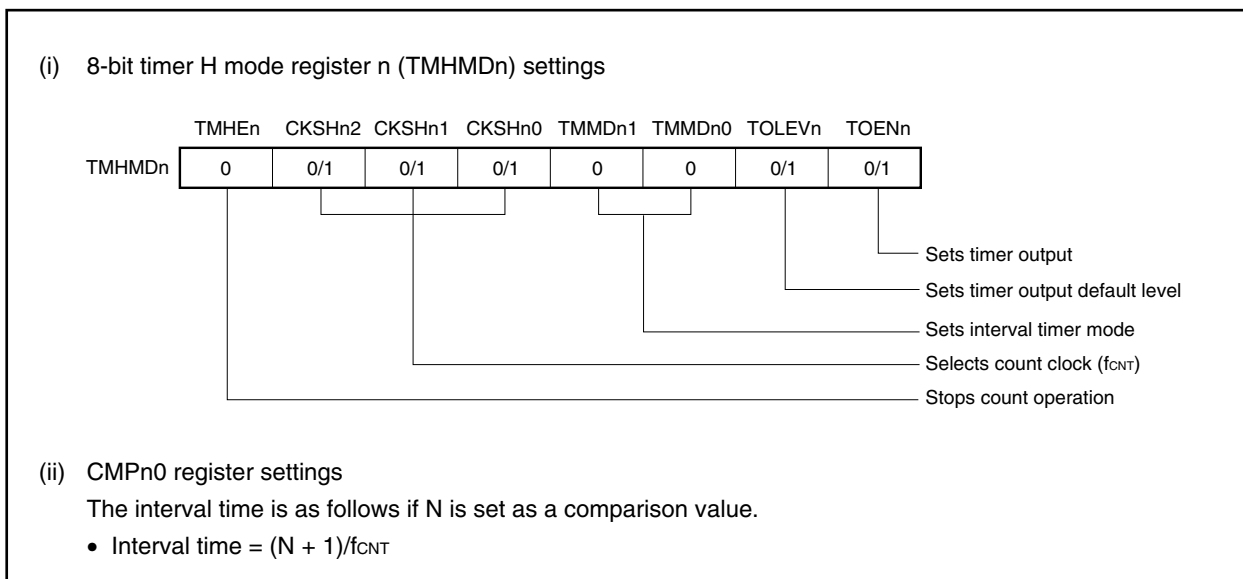 (i) 8-bit timer H mode register n (TMHMDn) settings
TMHEn CKSHn2 CKSHn1 CKSHn0 TMMDn1 TMMDn0 TOLEVn TOENn
TMHMDn 0 0/1 0/1 0/1 0 0 0/1 0/1
Sets timer output
Sets timer output default level
Sets interval timer mode
Selects count clock (fCNT)
Stops count operation
(ii) CMPn0 register settings
The interval time is as follows if N is set as a comparison value.
• Interval time = (N + 1)/fCNT